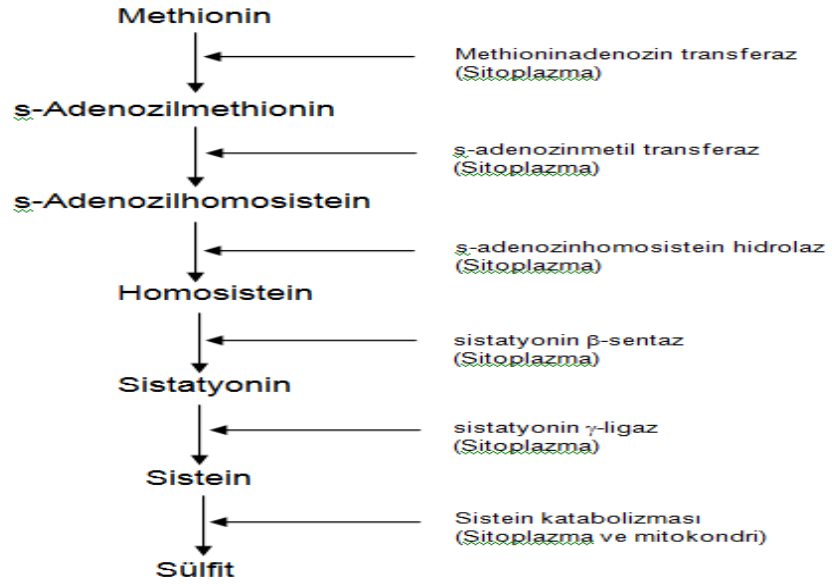 Methionin
Methioninadenozin transferaz
(Sitoplazma)
s-Adenozilmethionin
s-adenozinmetil transferaz
(Sitoplazma)
s-Adenozilhomosistein
s-adenozinhomosistein hidrolaz
(Sitoplazma)
Homosistein
sistatyonin β-sentaz
(Sitoplazma)
Sistatyonin
sistatyonin γ-ligaz
(Sitoplazma)
Sistein
Sistein katabolizması
(Sitoplazma ve mitokondri)
Sülfit